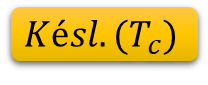 Késl. (T_c)